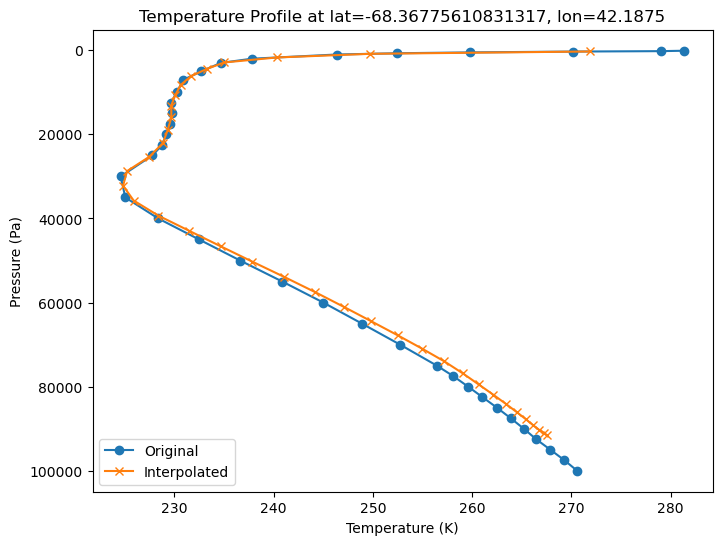 Temperature Profile at lat=-68.36775610831317, lon=42.1875
0
20000
40000
60000
80000
100000
Pressure (Pa)
Original
Interpolated
230 240 250 260 270 280
Temperature (K)